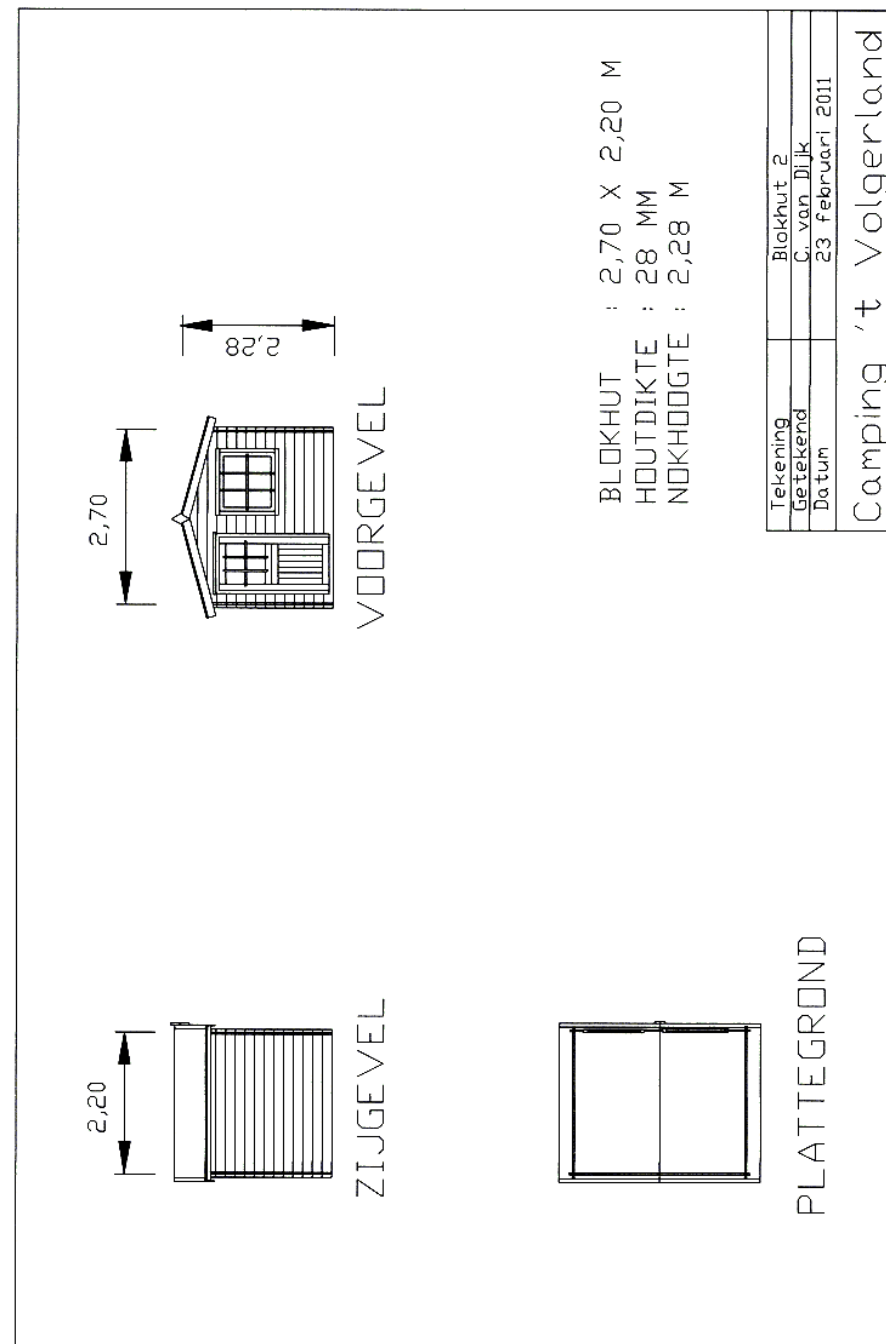 2,20
ZIJGEVEL
2,70
2,28
VOORGEVEL
PLATTEGROND
BLOKHUT : 2,70 X 2,20 M
HOUTDIKTE : 28 MM
NOKHOOGTE : 2,28 M
Tekening Blokhut 2
Getekend C. van Dijk
Datum 23 februari 2011
Camping 't Volgerland